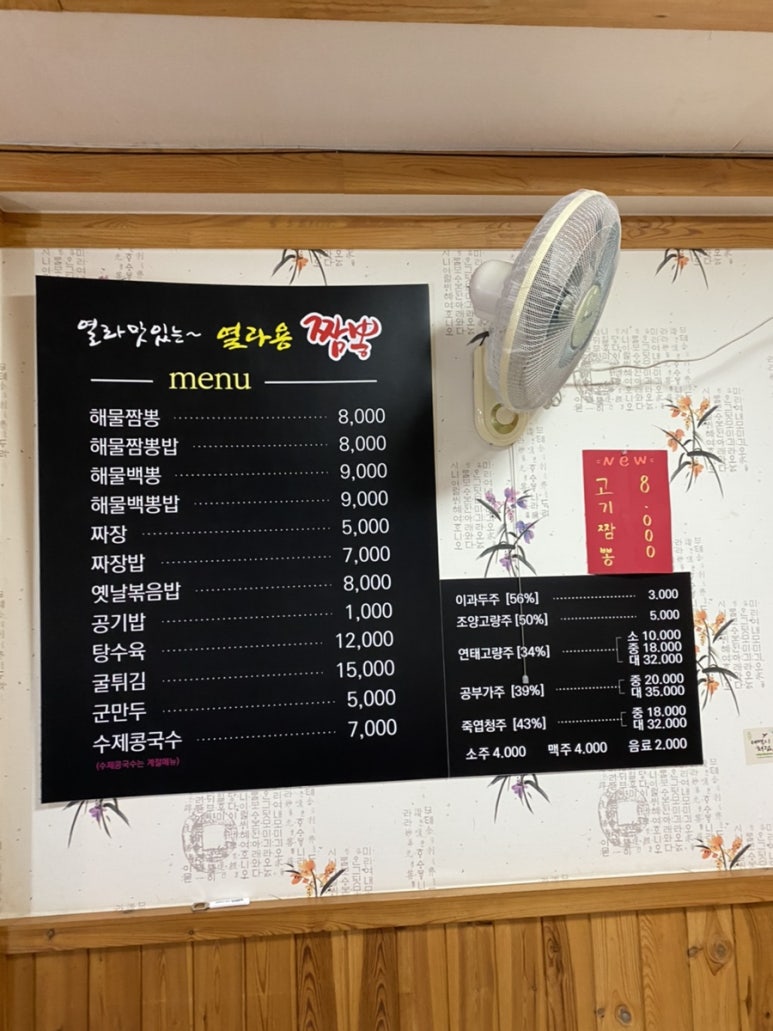 열라맛있는~ 열라용 짬뽕
menu
해물짬뽕 8,000
해물짬뽕밥 8,000
해물백뽕 9,000
해물백뽕밥 9,000
짜장 5,000
짜장밥 7,000
옛날볶음밥 8,000
공기밥 1,000
탕수육 12,000
굴튀김 15,000
군만두 5,000
수제콩국수 7,000
(수제콩국수는 계절메뉴)
NeW
고기짬뽕 8.000
이과두주 [56%] 3.000
조양고량주 [50%] 5.000
연태고량주 [34%] 소 10.000
중 18.000
대 32.000
공부가주 [39%] 중 20.000
대 35.000
죽엽청주 [43%] 중 18.000
대 32.000
소주 4.000 맥주 4,000 음료 2.000